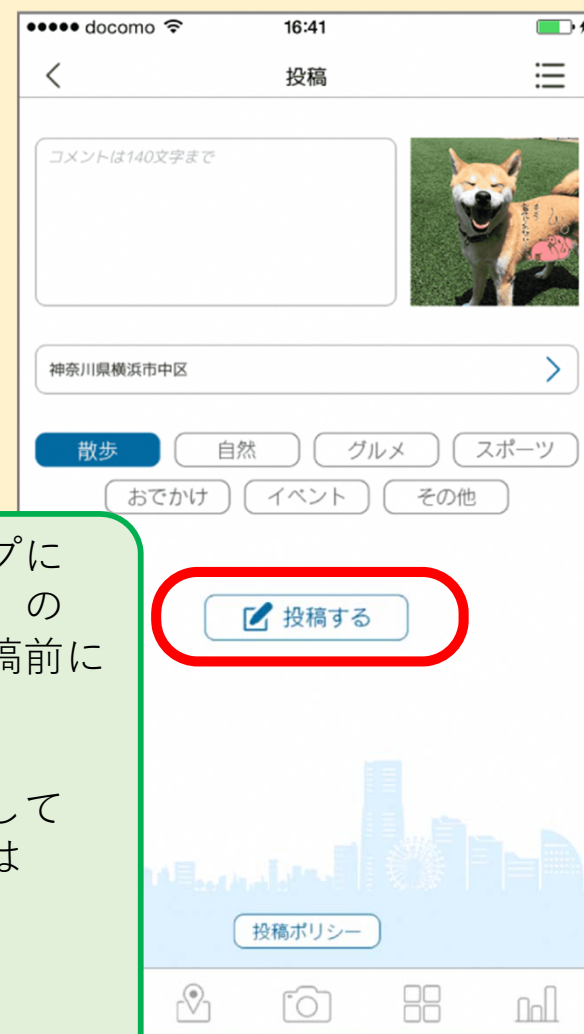 docomo 16:41
投稿
コメントは140文字まで
神奈川県横浜市中区
散歩 自然 グルメ スポーツ
おでかけ イベント その他
プに
の
稿前に
投稿する
して
は
投稿ポリシー